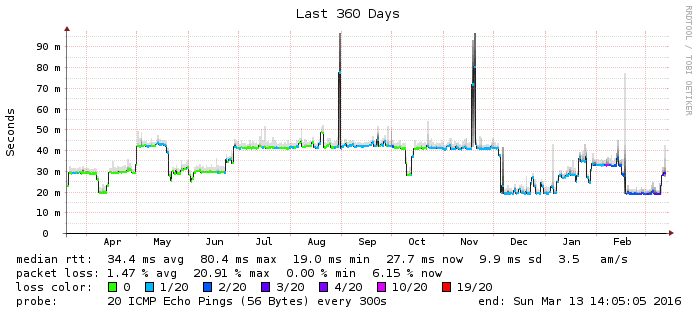 Last 360 Days
RRDTOOL / TOBI OETIKER
Seconds
90 m
80 m
70 m
60 m
50 m
40 m
30 m
20 m
10 m
0
Apr May Jun Jul Aug Sep Oct Nov Dec Jan Feb
median rtt: 34.4 ms avg 80.4 ms max 19.0 ms min 27.7 ms now 9.9 ms sd 3.5 am/s
packet loss: 1.47 % avg 20.91 % max 0.00 % min 6.15 % now
loss color: 0 1/20 2/20 3/20 4/20 10/20 19/20
probe: 20 ICMP Echo Pings (56 Bytes) every 300s end: Sun Mar 13 14:05:05 2016